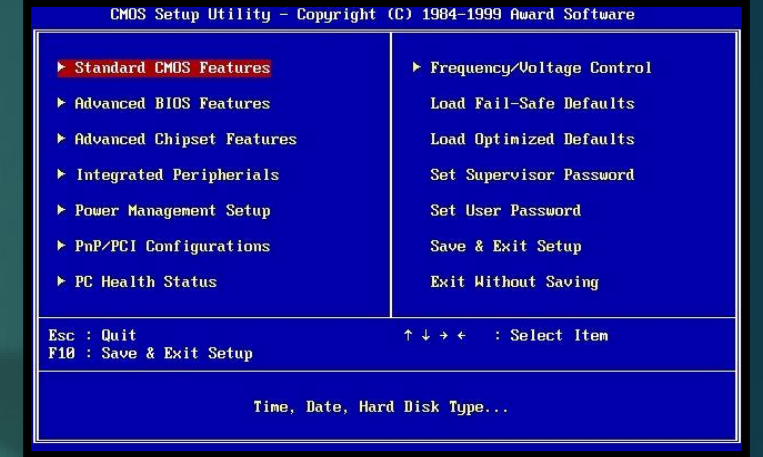 CMOS Setup Utility - Copyright (C) 1984-1999 Award Software
▶ Standard CMOS Features
▶ Advanced BIOS Features
▶ Advanced Chipset Features
▶ Integrated Peripherials
▶ Power Management Setup
▶ PnP/PCI Configurations
▶ PC Health Status
▶ Frequency/Voltage Control
Load Fail-Safe Defaults
Load Optimized Defaults
Set Supervisor Password
Set User Password
Save & Exit Setup
Exit Without Saving
Esc : Quit
F10 : Save & Exit Setup
↑ ↓ → ← : Select Item
Time, Date, Hard Disk Type...